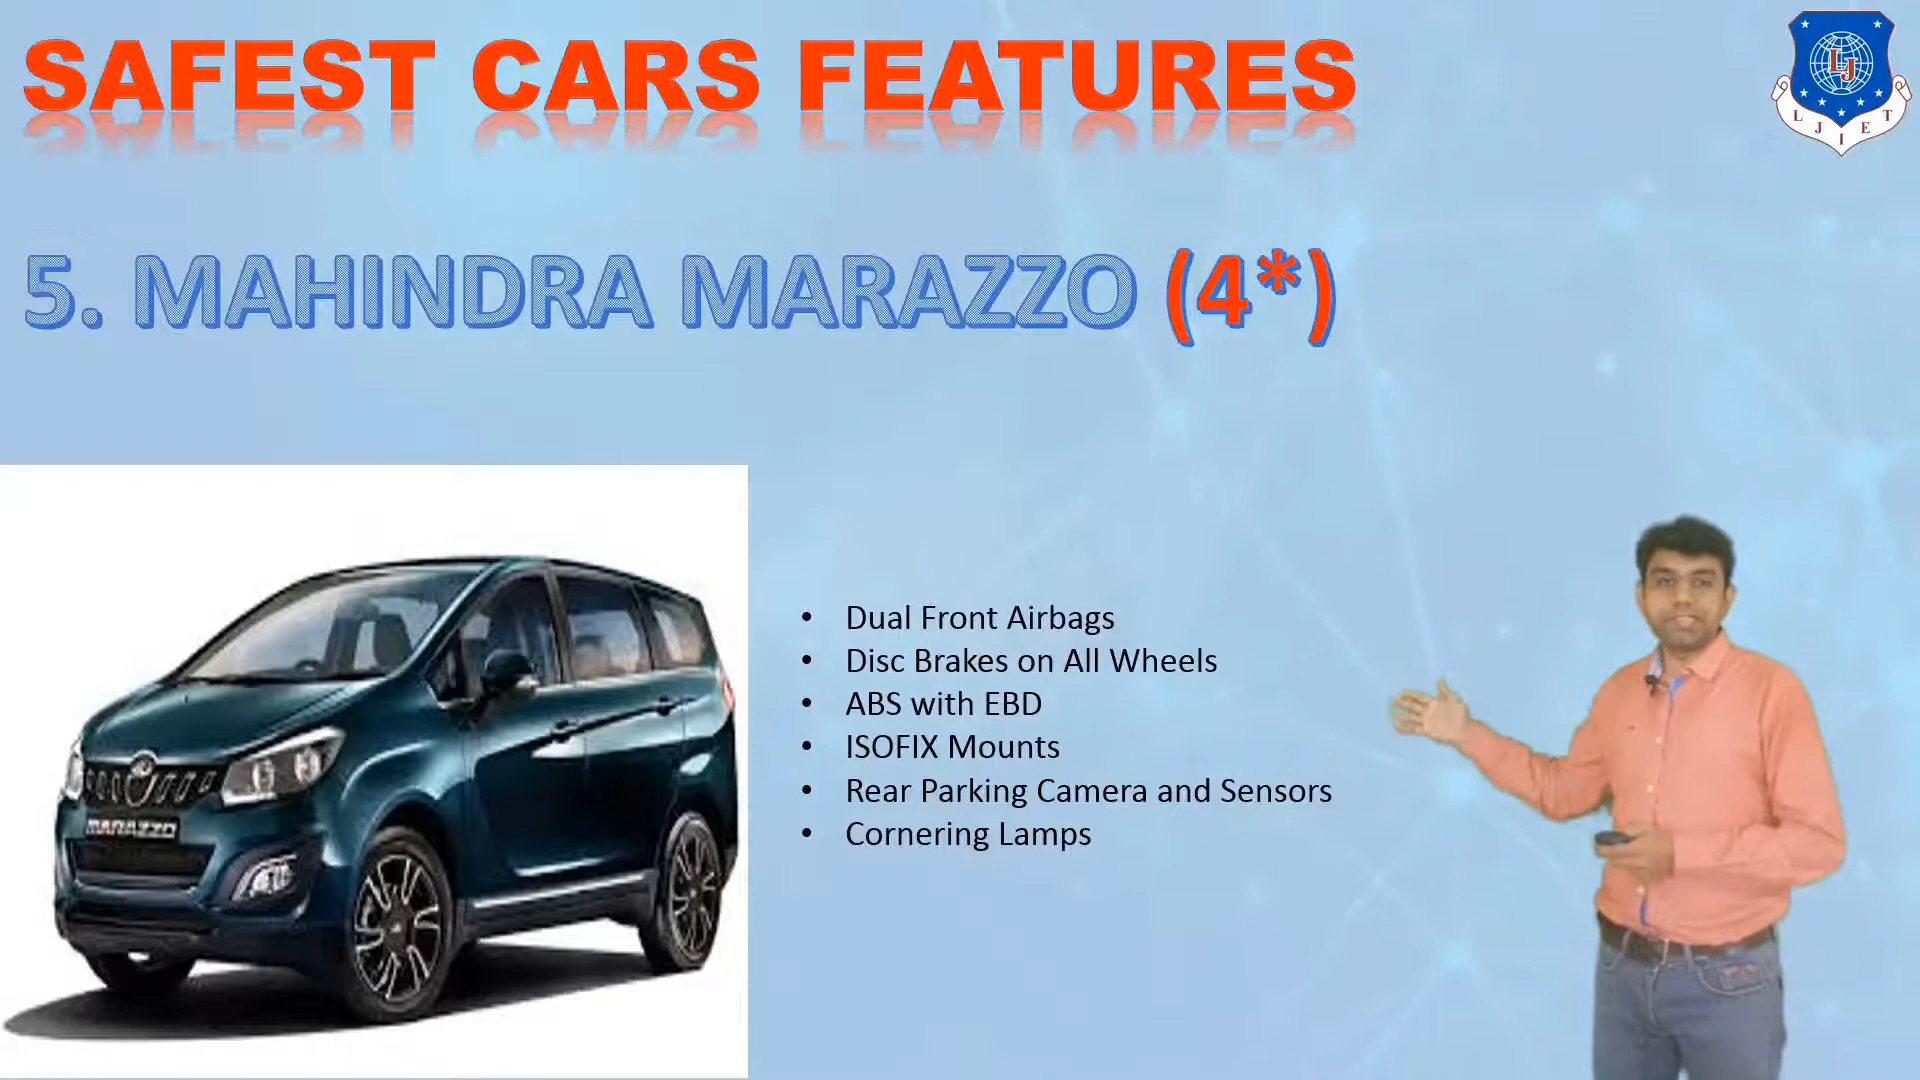 SAFEST CARS FEATURES
L J I E T
LJ
5. MAHINDRA MARAZZO (4*)
• Dual Front Airbags
• Disc Brakes on All Wheels
• ABS with EBD
• ISOFIX Mounts
• Rear Parking Camera and Sensors
• Cornering Lamps
MARAZZO